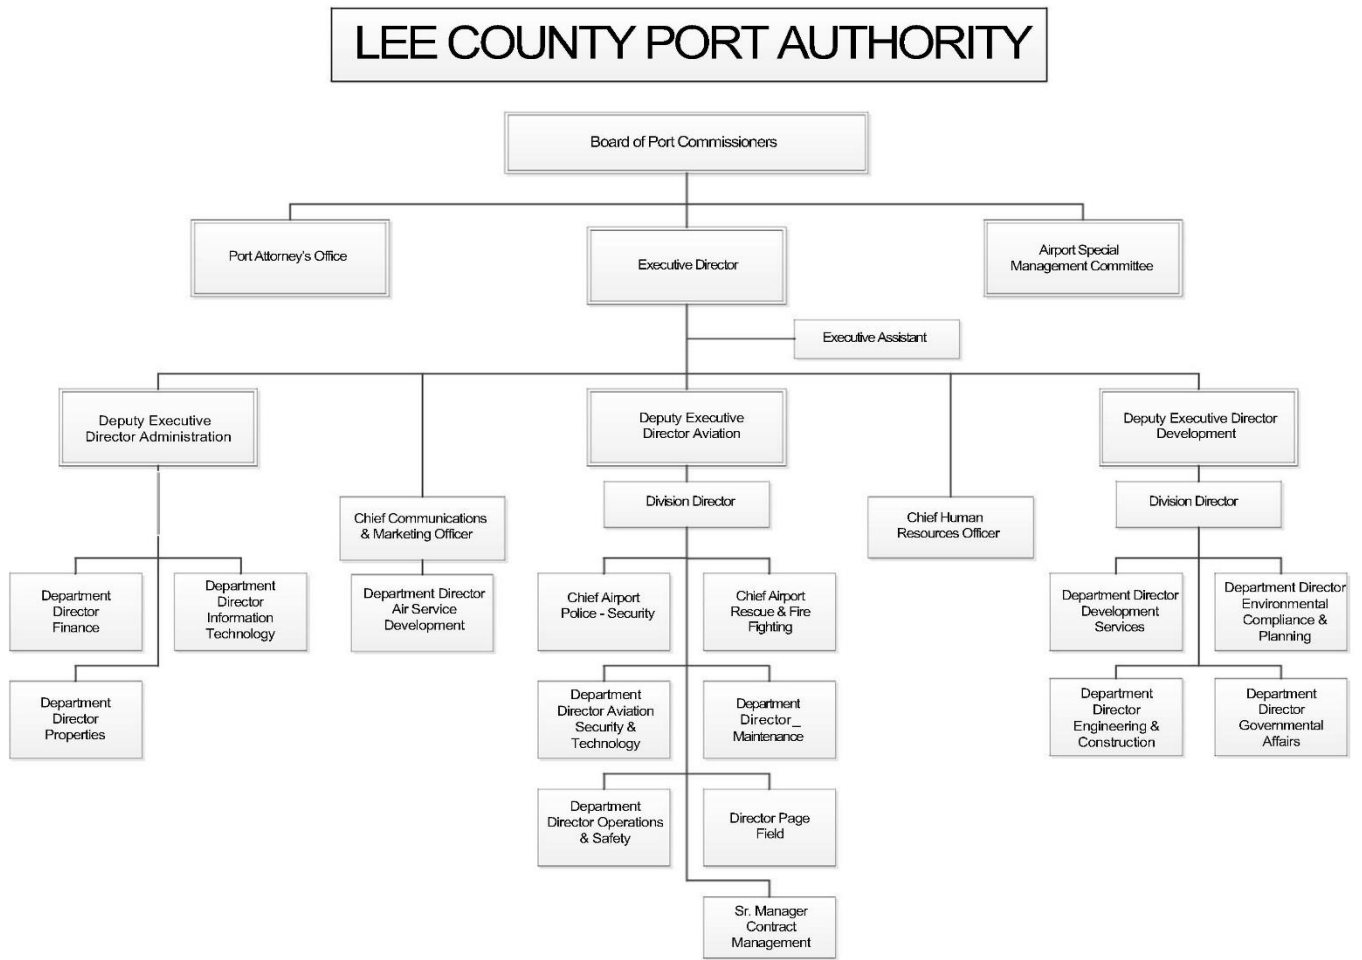 LEE COUNTY PORT AUTHORITY
Board of Port Commissioners
Port Attorney's Office
Executive Director
Airport Special
Management Committee
Executive Assistant
Deputy Executive
Director Administration
Deputy Executive
Director Aviation
Deputy Executive Director
Development
Chief Communications
& Marketing Officer
Division Director
Chief Human
Resources Officer
Division Director
Department
Director
Finance
Department
Director
Information
Technology
Department Director
Air Service
Development
Chief Airport
Police - Security
Chief Airport
Rescue & Fire
Fighting
Department Director
Development
Services
Department Director
Environmental
Compliance &
Planning
Department
Director
Properties
Department
Director Aviation
Security &
Technology
Department
Director_
Maintenance
Department
Director
Engineering &
Construction
Department
Director
Governmental
Affairs
Department
Director Operations
& Safety
Director Page
Field
Sr. Manager
Contract
Management